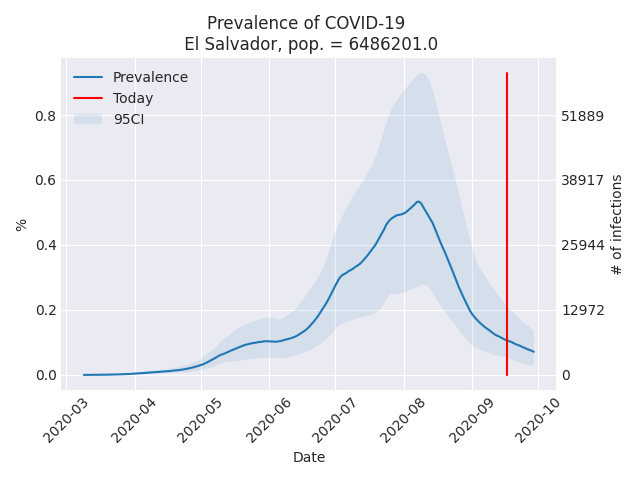 Prevalence of COVID-19
El Salvador, pop. = 6486201.0
Prevalence
Today
95CI
0.8
0.6
0.4
0.2
0.0
%
51889
38917
25944
12972
0
# of infections
2020-03
2020-04
2020-05
2020-06
2020-07
2020-08
2020-09
2020-10
Date